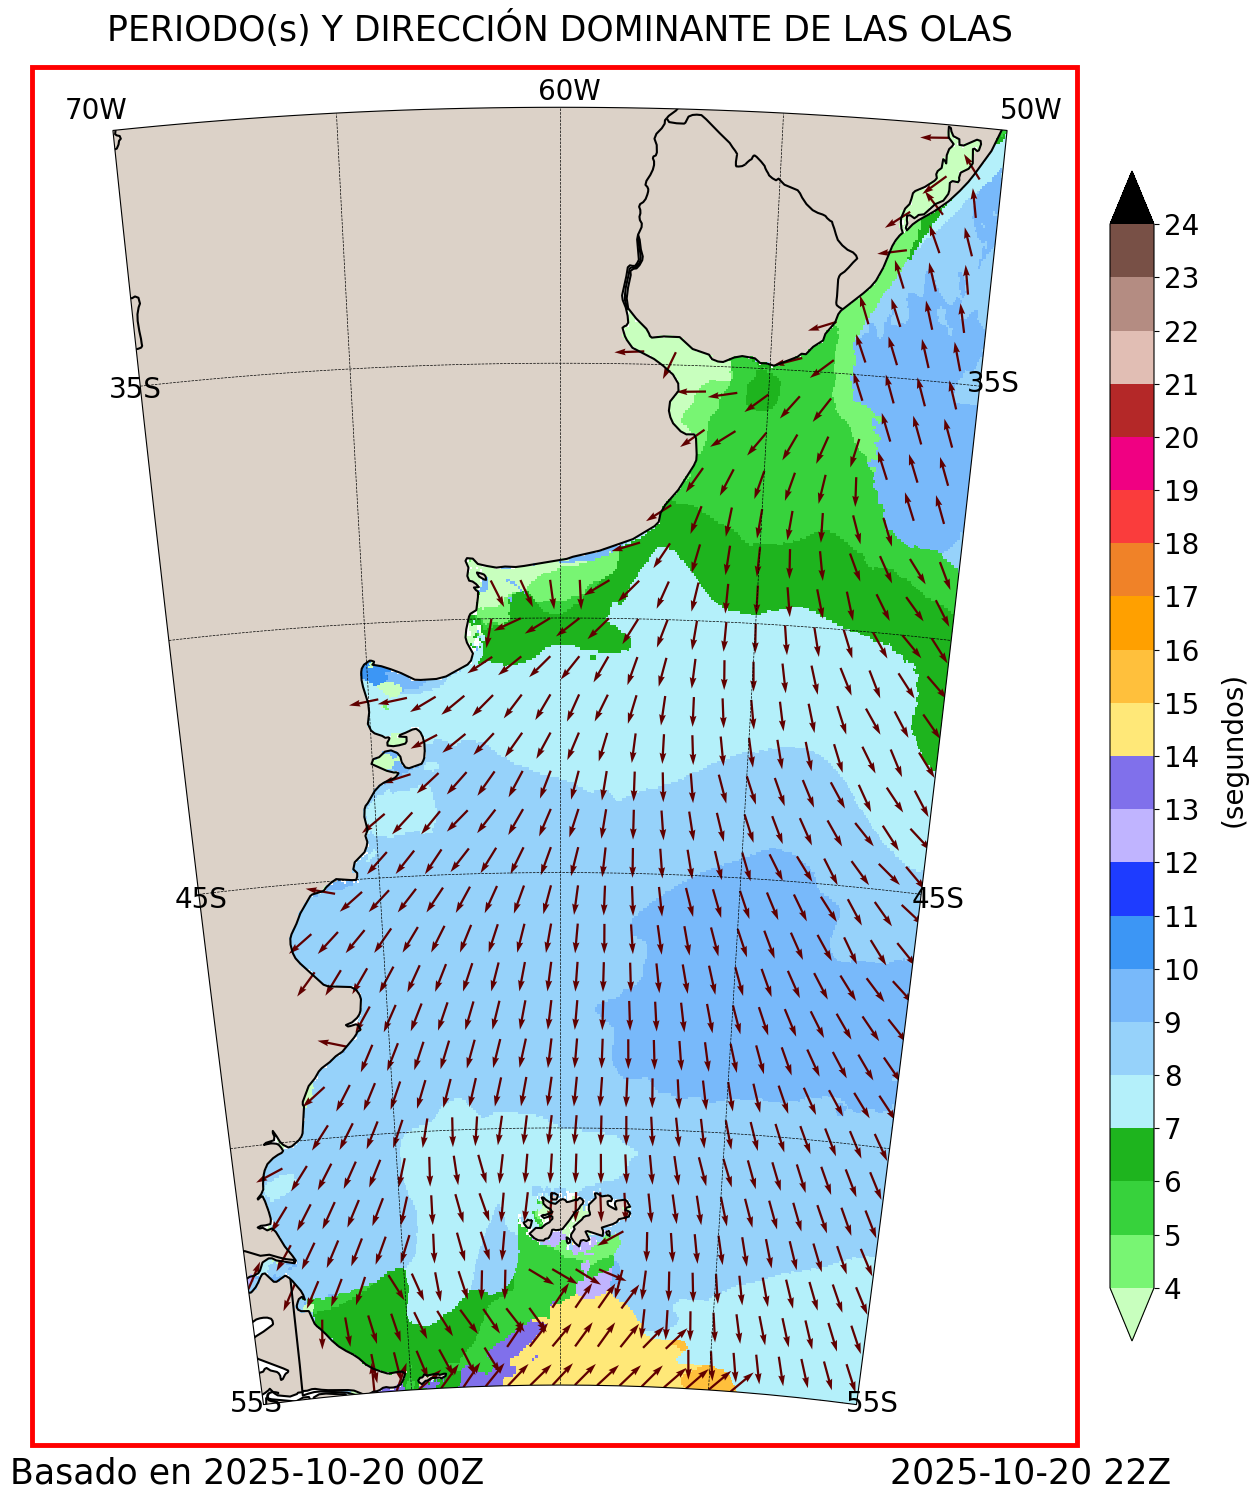 PERIODO(s) Y DIRECCIÓN DOMINANTE DE LAS OLAS
70W
60W
50W
35S
35S
45S
45S
55S
55S
24
23
22
21
20
19
18
17
16
15
14
13
12
11
10
9
8
7
6
5
4
(segundos)
Basado en 2025-10-20 00Z
2025-10-20 22Z